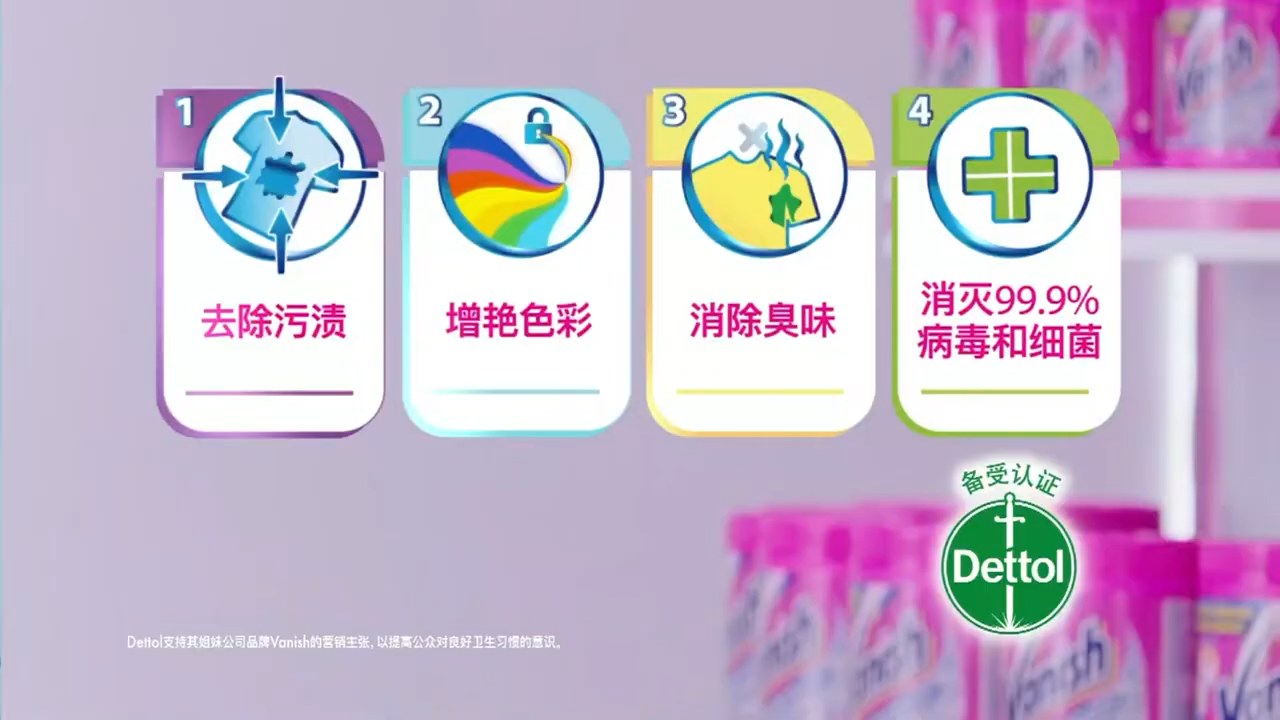 1
2
3
4
去除污渍
增艳色彩
消除臭味
消灭99.9%
病毒和细菌
备受认证
Dettol
Dettol支持其姐妹公司品牌Vanish的营销主张,以提高公众对良好卫生习惯的意识。
Vanish
Vanish
Vanish